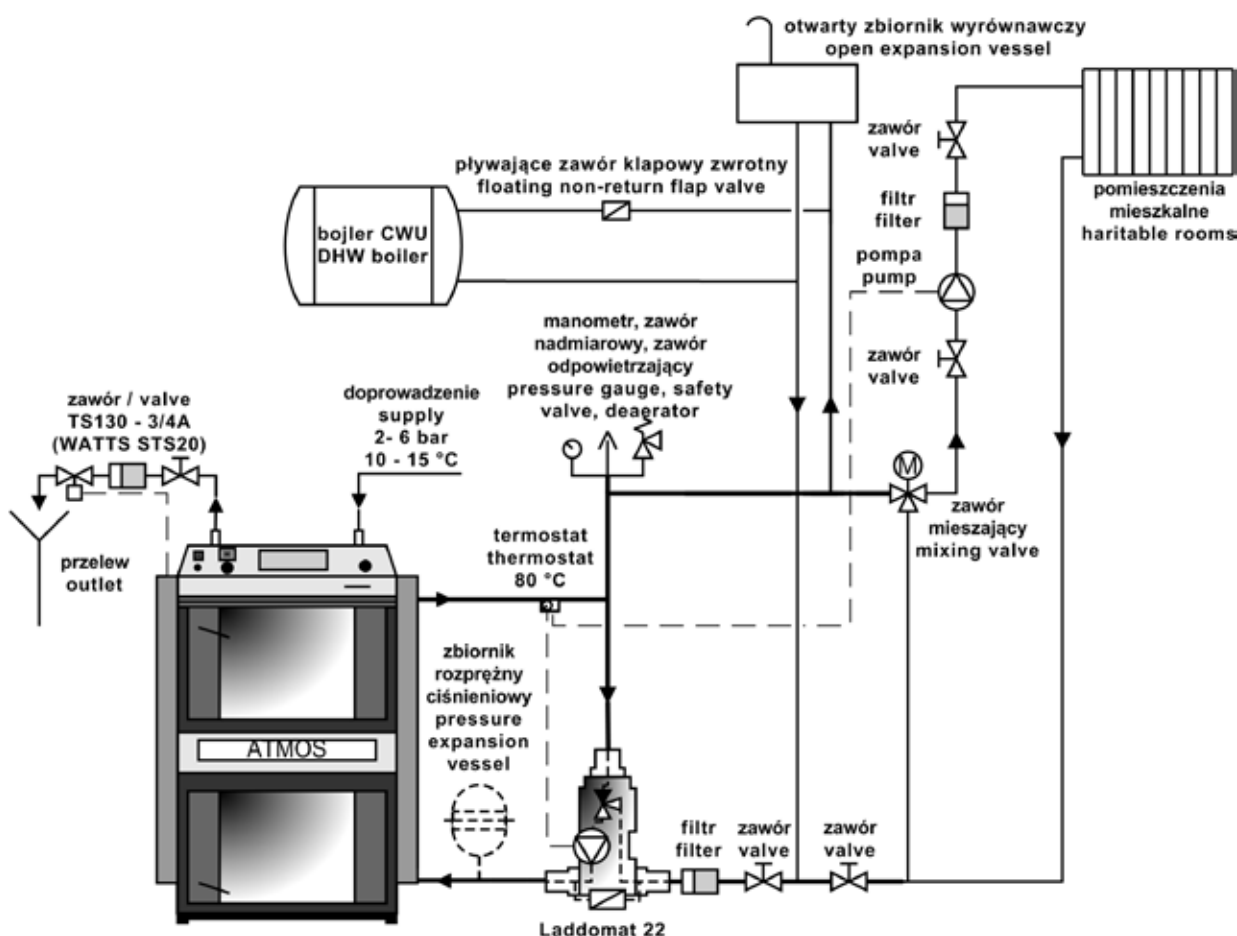 otwarty zbiornik wyrównawczy
open expansion vessel
zawór
valve
pływające zawór klapowy zwrotny
floating non-return flap valve
filtr
filter
pomieszczenia
mieszkalne
haritable rooms
bojler CWU
DHW boiler
pompa
pump
manometr, zawór
nadmiarowy, zawór
odpowietrzający
pressure gauge, safety
valve, deaerator
zawór
valve
zawór / valve
TS130 - 3/4A
(WATTS STS20)
doprowadzenie
supply
2- 6 bar
10 - 15 °C
M
zawór
mieszający
mixing valve
przelew
outlet
termostat
thermostat
80 °C
zbiornik
rozprężny
ciśnieniowy
pressure
expansion
vessel
ATMOS
filtr
filter
zawór
valve
zawór
valve
Laddomat 22